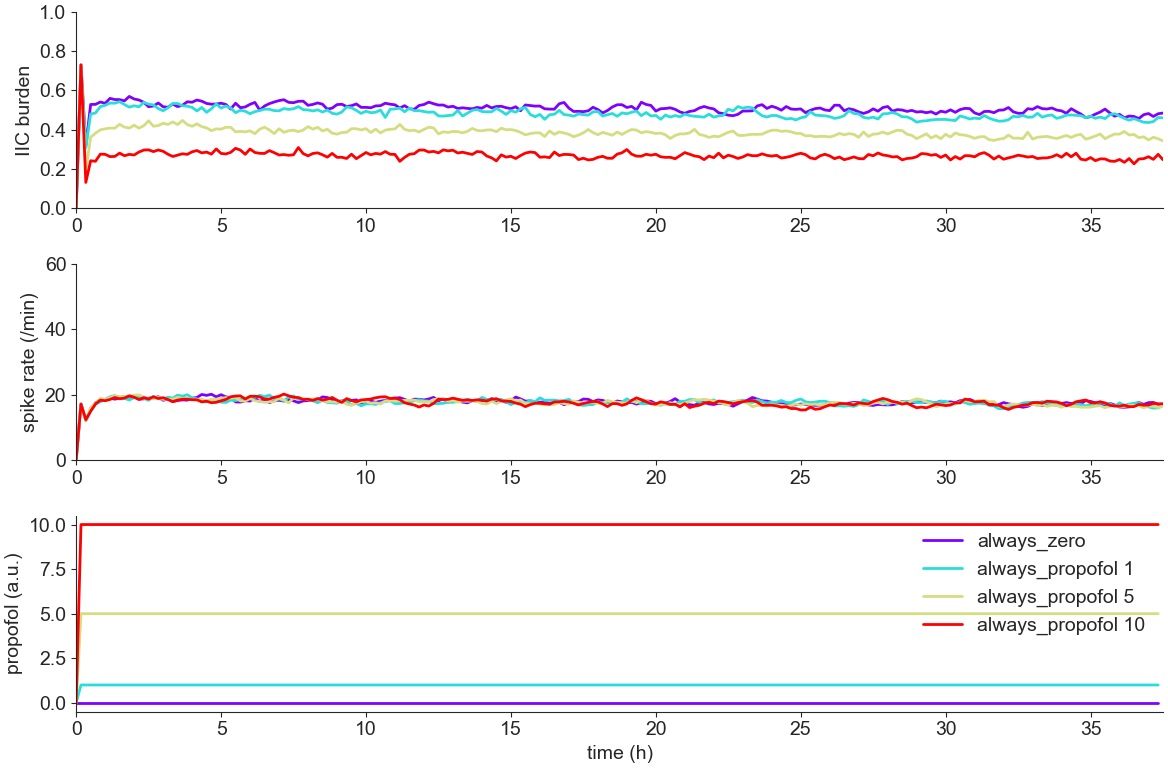 1.0
0.8
0.6
0.4
0.2
0.0
IIC burden
0 5 10 15 20 25 30 35
60
40
20
0
spike rate (/min)
0 5 10 15 20 25 30 35
10.0
7.5
5.0
2.5
0.0
propofol (a.u.)
always_zero
always_propofol 1
always_propofol 5
always_propofol 10
0 5 10 15 20 25 30 35
time (h)